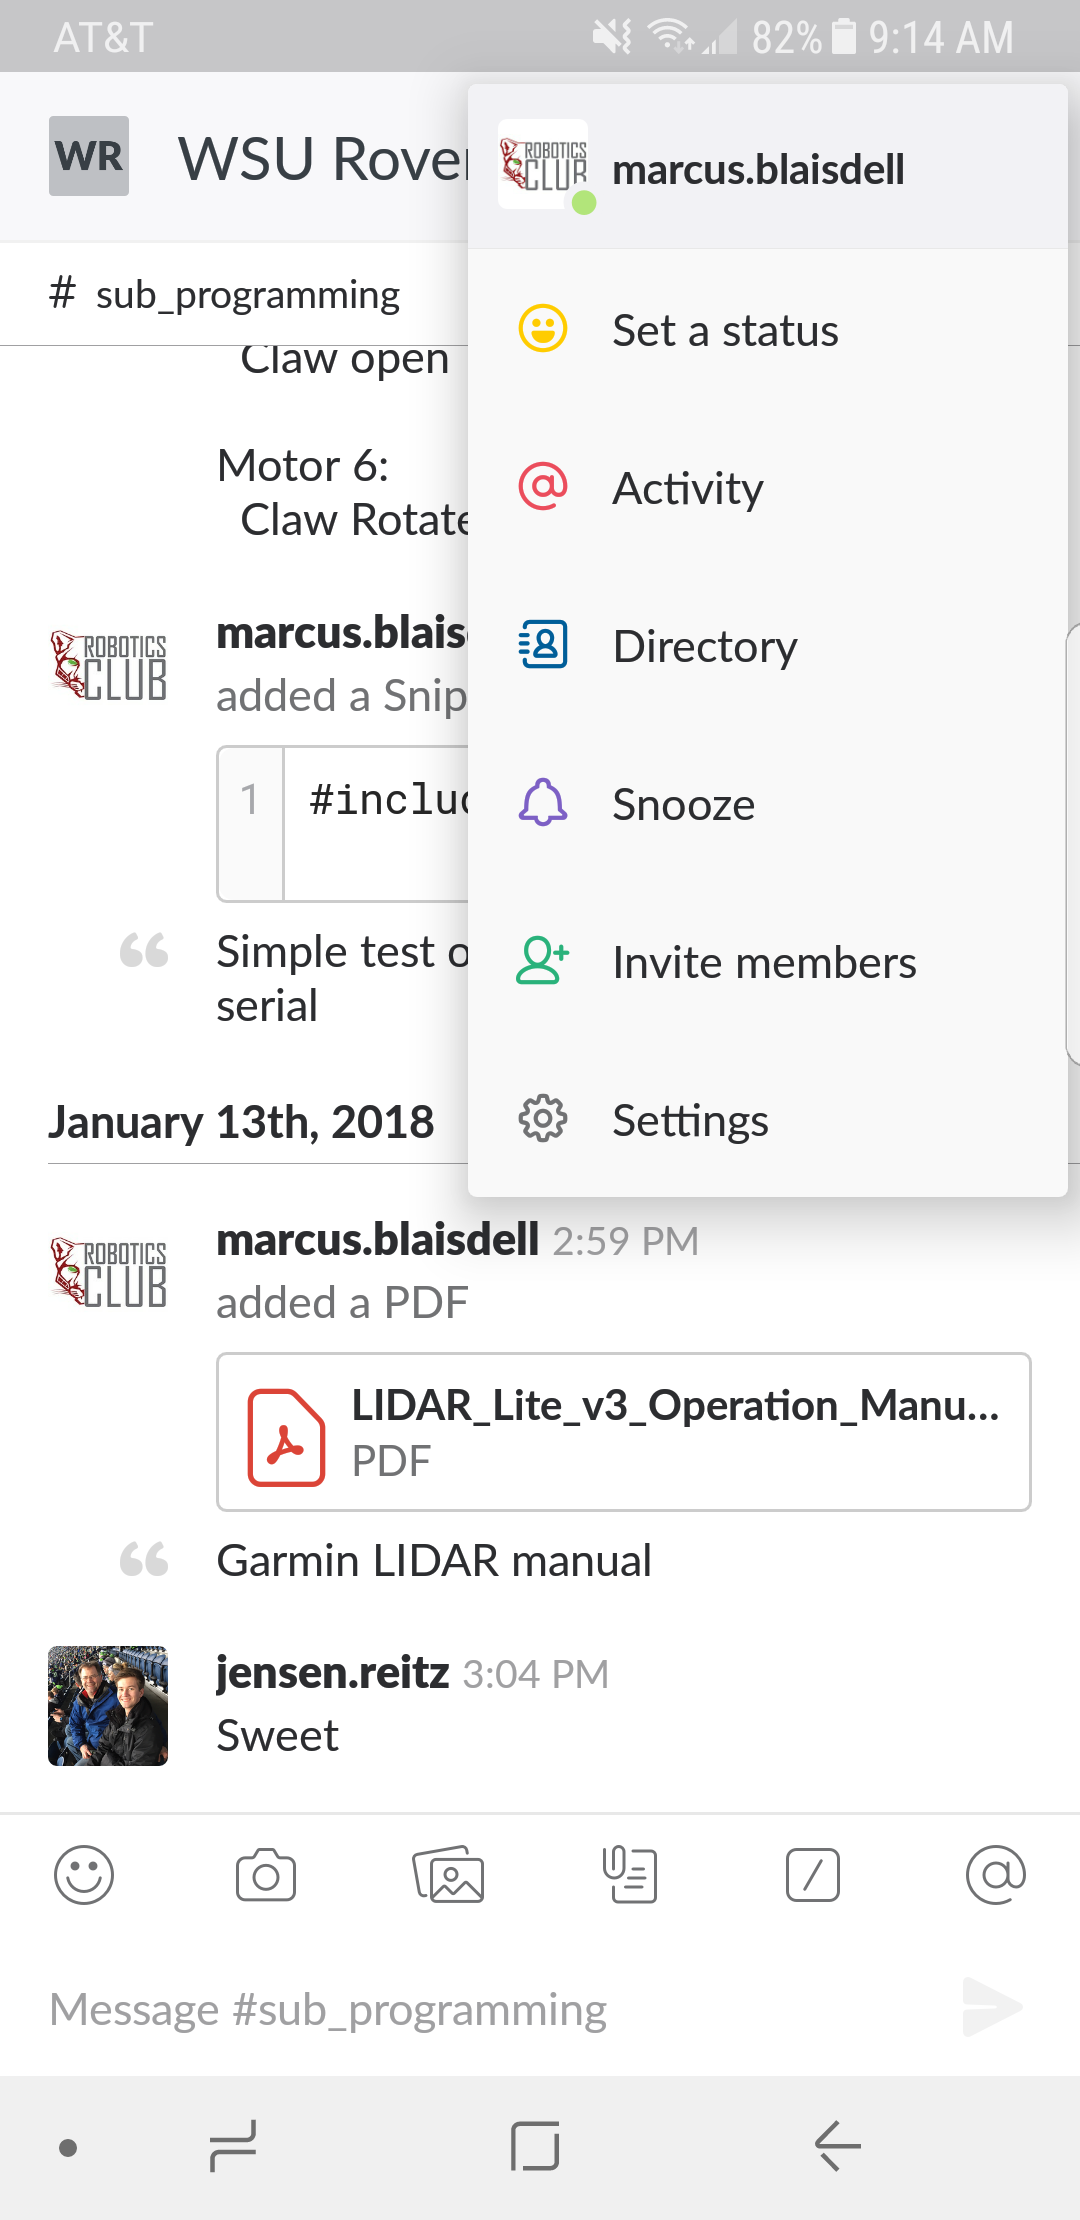 AT&T 82% 9:14 AM
WR WSU Rover
ROBOTICS
CLUB
marcus.blaisdell
# sub_programming
Set a status
Claw open
Activity
Motor 6:
Claw Rotate
Directory
ROBOTICS
CLUB
marcus.blais
added a Snip
Snooze
1 #includ
Simple test o
serial
Invite members
Settings
January 13th, 2018
ROBOTICS
CLUB
marcus.blaisdell 2:59 PM
added a PDF
LIDAR_Lite_v3_Operation_Manu...
PDF
Garmin LIDAR manual
jensen.reitz 3:04 PM
Sweet
Message #sub_programming